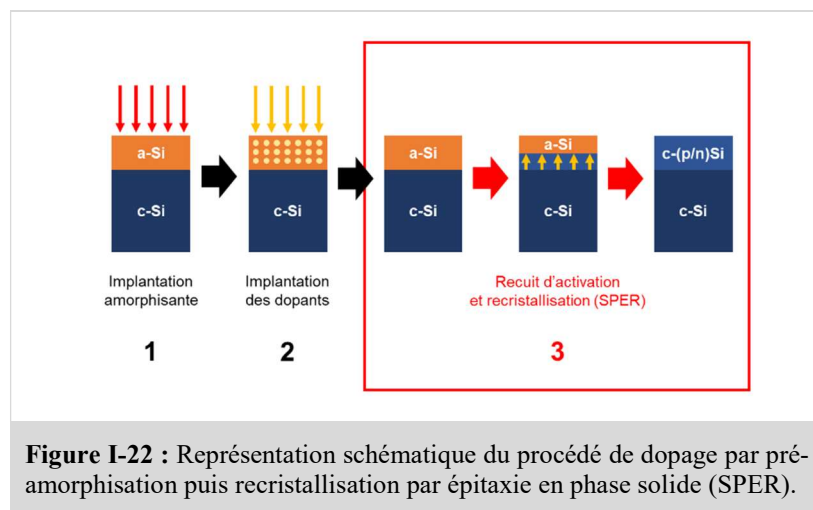 a-Si
c-Si
c-Si
a-Si
c-Si
a-Si
c-Si
c-(p/n)Si
c-Si
Implantation
amorphisante
Implantation
des dopants
Recuit d'activation
et recristallisation (SPER)
1
2
3
Figure I-22 : Représentation schématique du procédé de dopage par pré-
amorphisation puis recristallisation par épitaxie en phase solide (SPER).